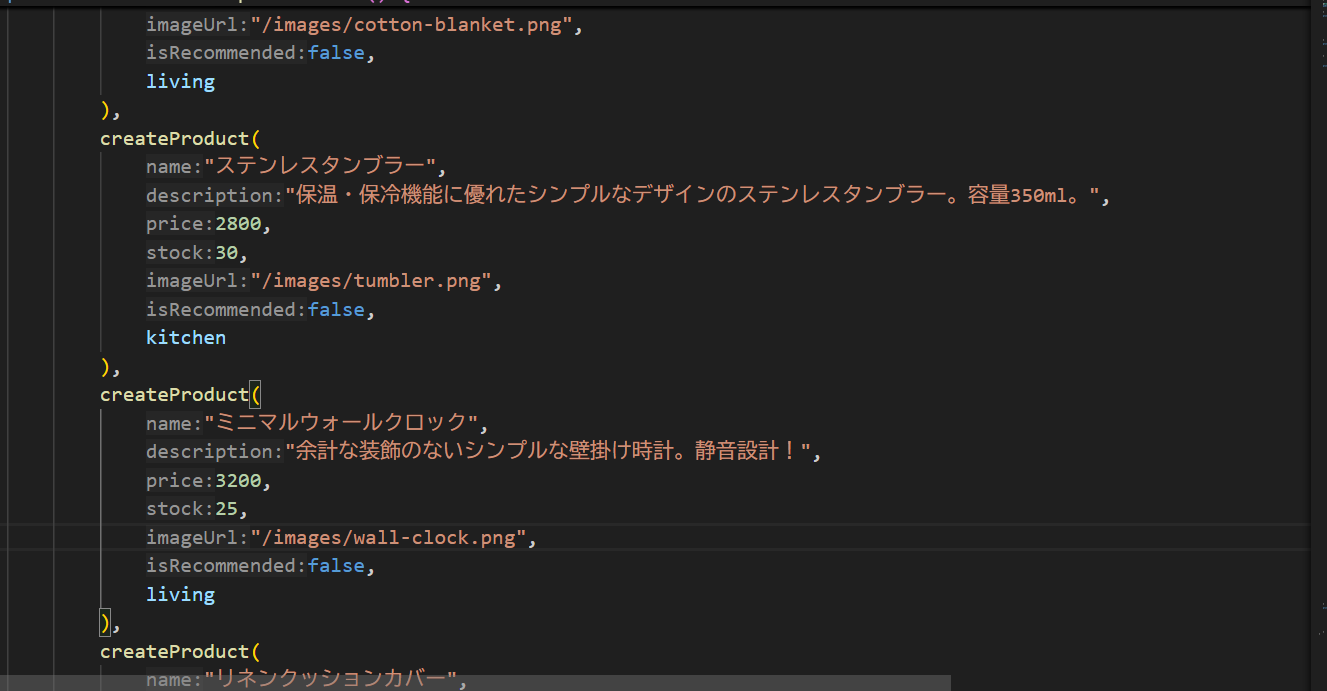 imageUrl:"/images/cotton-blanket.png",
isRecommended:false,
living
),
createProduct(
name:"ステンレスタンブラー",
description:"保温・保冷機能に優れたシンプルなデザインのステンレスタンブラー。容量350ml。",
price:2800,
stock:30,
imageUrl:"/images/tumbler.png",
isRecommended:false,
kitchen
),
createProduct(
name:"ミニマルウォールクロック",
description:"余計な装飾のないシンプルな壁掛け時計。静音設計！",
price:3200,
stock:25,
imageUrl:"/images/wall-clock.png",
isRecommended:false,
living
),
createProduct(
name:"リネンクッションカバー",